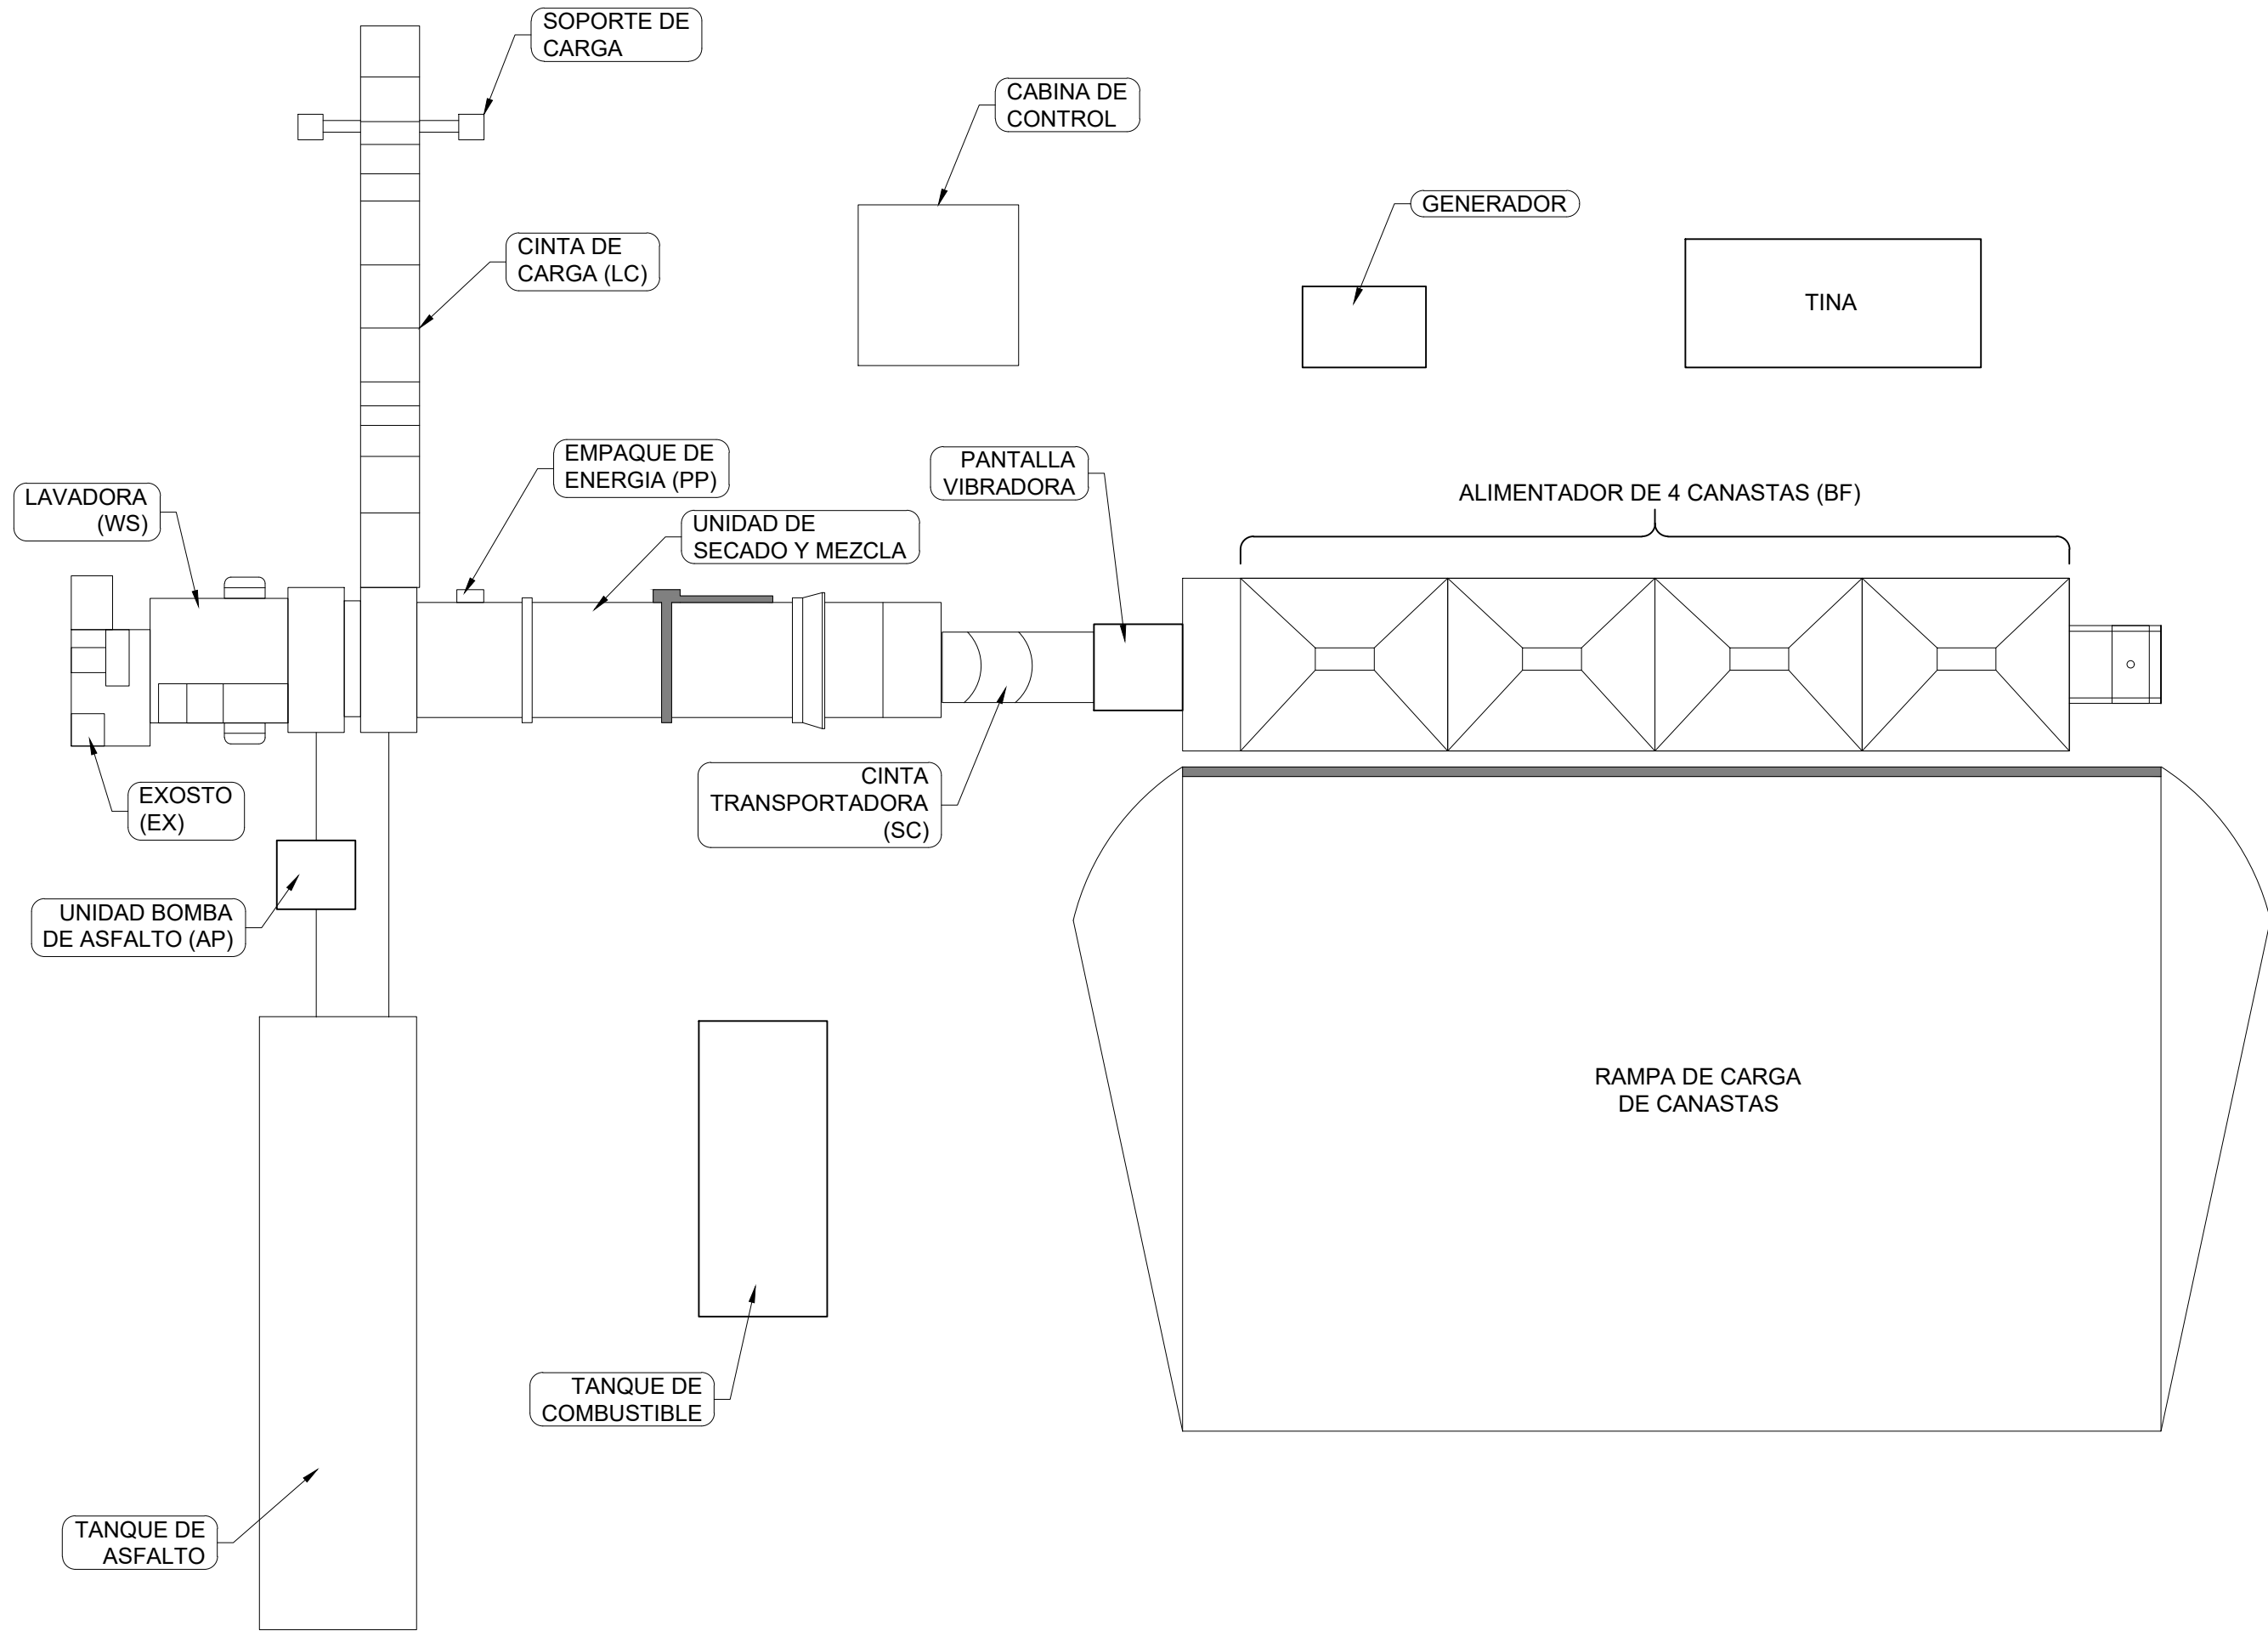 SOPORTE DE
CARGA
CABINA DE
CONTROL
GENERADOR
CINTA DE
CARGA (LC)
TINA
EMPAQUE DE
ENERGIA (PP)
PANTALLA
VIBRADORA
ALIMENTADOR DE 4 CANASTAS (BF)
LAVADORA
(WS)
UNIDAD DE
SECADO Y MEZCLA
CINTA
TRANSPORTADORA
(SC)
EXOSTO
(EX)
UNIDAD BOMBA
DE ASFALTO (AP)
RAMPA DE CARGA
DE CANASTAS
TANQUE DE
COMBUSTIBLE
TANQUE DE
ASFALTO